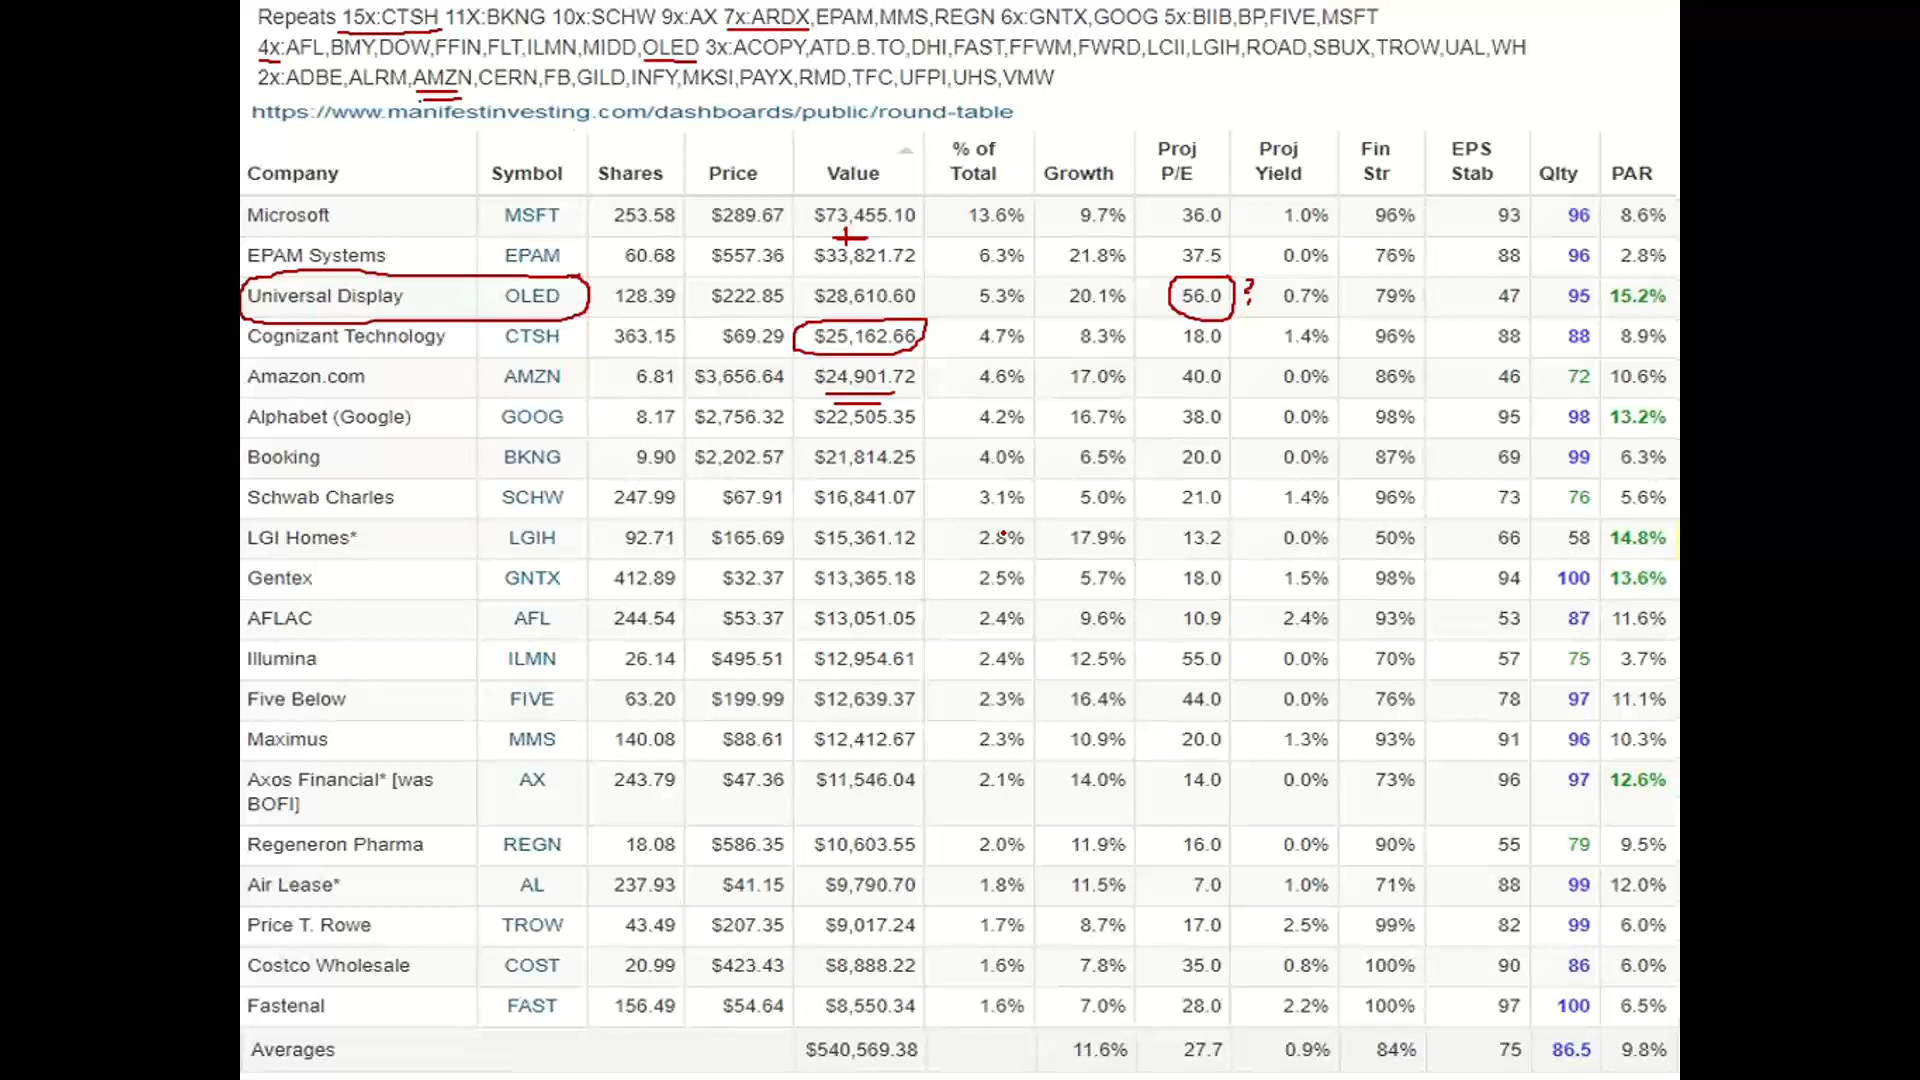 Repeats 15x:CTSH 11X:BKNG 10x:SCHW 9x:AX 7x:ARDX,EPAM,MMS,REGN 6x:GNTX,GOOG 5x:BIIB,BP,FIVE,MSFT
4x:AFL,BMY,DOW,FFIN,FLT,ILMN,MIDD,OLED 3x:ACOPY,ATD.B.TO,DHI,FAST,FFWM,FWRD,LCII,LGIH,ROAD,SBUX,TROW,UAL,WH
2x:ADBE,ALRM,AMZN,CERN,FB,GILD,INFY,MKSI,PAYX,RMD,TFC,UFPI,UHS,VMW
https://www.manifestinvesting.com/dashboards/public/round-table
Company Symbol Shares Price Value % of Total Growth Proj P/E Proj Yield Fin Str EPS Stab Qlty PAR
Microsoft MSFT 253.58 $289.67 $73,455.10 13.6% 9.7% 36.0 1.0% 96% 93 96 8.6%
EPAM Systems EPAM 60.68 $557.36 $33,821.72 6.3% 21.8% 37.5 0.0% 76% 88 96 2.8%
Universal Display OLED 128.39 $222.85 $28,610.60 5.3% 20.1% 56.0 ? 0.7% 79% 47 95 15.2%
Cognizant Technology CTSH 363.15 $69.29 $25,162.66 4.7% 8.3% 18.0 1.4% 96% 88 88 8.9%
Amazon.com AMZN 6.81 $3,656.64 $24,901.72 4.6% 17.0% 40.0 0.0% 86% 46 72 10.6%
Alphabet (Google) GOOG 8.17 $2,756.32 $22,505.35 4.2% 16.7% 38.0 0.0% 98% 95 98 13.2%
Booking BKNG 9.90 $2,202.57 $21,814.25 4.0% 6.5% 20.0 0.0% 87% 69 99 6.3%
Schwab Charles SCHW 247.99 $67.91 $16,841.07 3.1% 5.0% 21.0 1.4% 96% 73 76 5.6%
LGI Homes* LGIH 92.71 $165.69 $15,361.12 2.8% 17.9% 13.2 0.0% 50% 66 58 14.8%
Gentex GNTX 412.89 $32.37 $13,365.18 2.5% 5.7% 18.0 1.5% 98% 94 100 13.6%
AFLAC AFL 244.54 $53.37 $13,051.05 2.4% 9.6% 10.9 2.4% 93% 53 87 11.6%
Illumina ILMN 26.14 $495.51 $12,954.61 2.4% 12.5% 55.0 0.0% 70% 57 75 3.7%
Five Below FIVE 63.20 $199.99 $12,639.37 2.3% 16.4% 44.0 0.0% 76% 78 97 11.1%
Maximus MMS 140.08 $88.61 $12,412.67 2.3% 10.9% 20.0 1.3% 93% 91 96 10.3%
Axos Financial* [was BOFI] AX 243.79 $47.36 $11,546.04 2.1% 14.0% 14.0 0.0% 73% 96 97 12.6%
Regeneron Pharma REGN 18.08 $586.35 $10,603.55 2.0% 11.9% 16.0 0.0% 90% 55 79 9.5%
Air Lease* AL 237.93 $41.15 $9,790.70 1.8% 11.5% 7.0 1.0% 71% 88 99 12.0%
Price T. Rowe TROW 43.49 $207.35 $9,017.24 1.7% 8.7% 17.0 2.5% 99% 82 99 6.0%
Costco Wholesale COST 20.99 $423.43 $8,888.22 1.6% 7.8% 35.0 0.8% 100% 90 86 6.0%
Fastenal FAST 156.49 $54.64 $8,550.34 1.6% 7.0% 28.0 2.2% 100% 97 100 6.5%
Averages $540,569.38 11.6% 27.7 0.9% 84% 75 86.5 9.8%